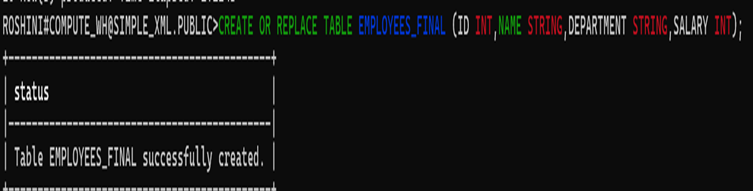 ROSHINI#COMPUTE_WH@SIMPLE_XML.PUBLIC>CREATE OR REPLACE TABLE EMPLOYEES_FINAL (ID INT,NAME STRING,DEPARTMENT STRING,SALARY INT);
+-------------------------------------------+
| status |
|-------------------------------------------|
| Table EMPLOYEES_FINAL successfully created. |
+-------------------------------------------+